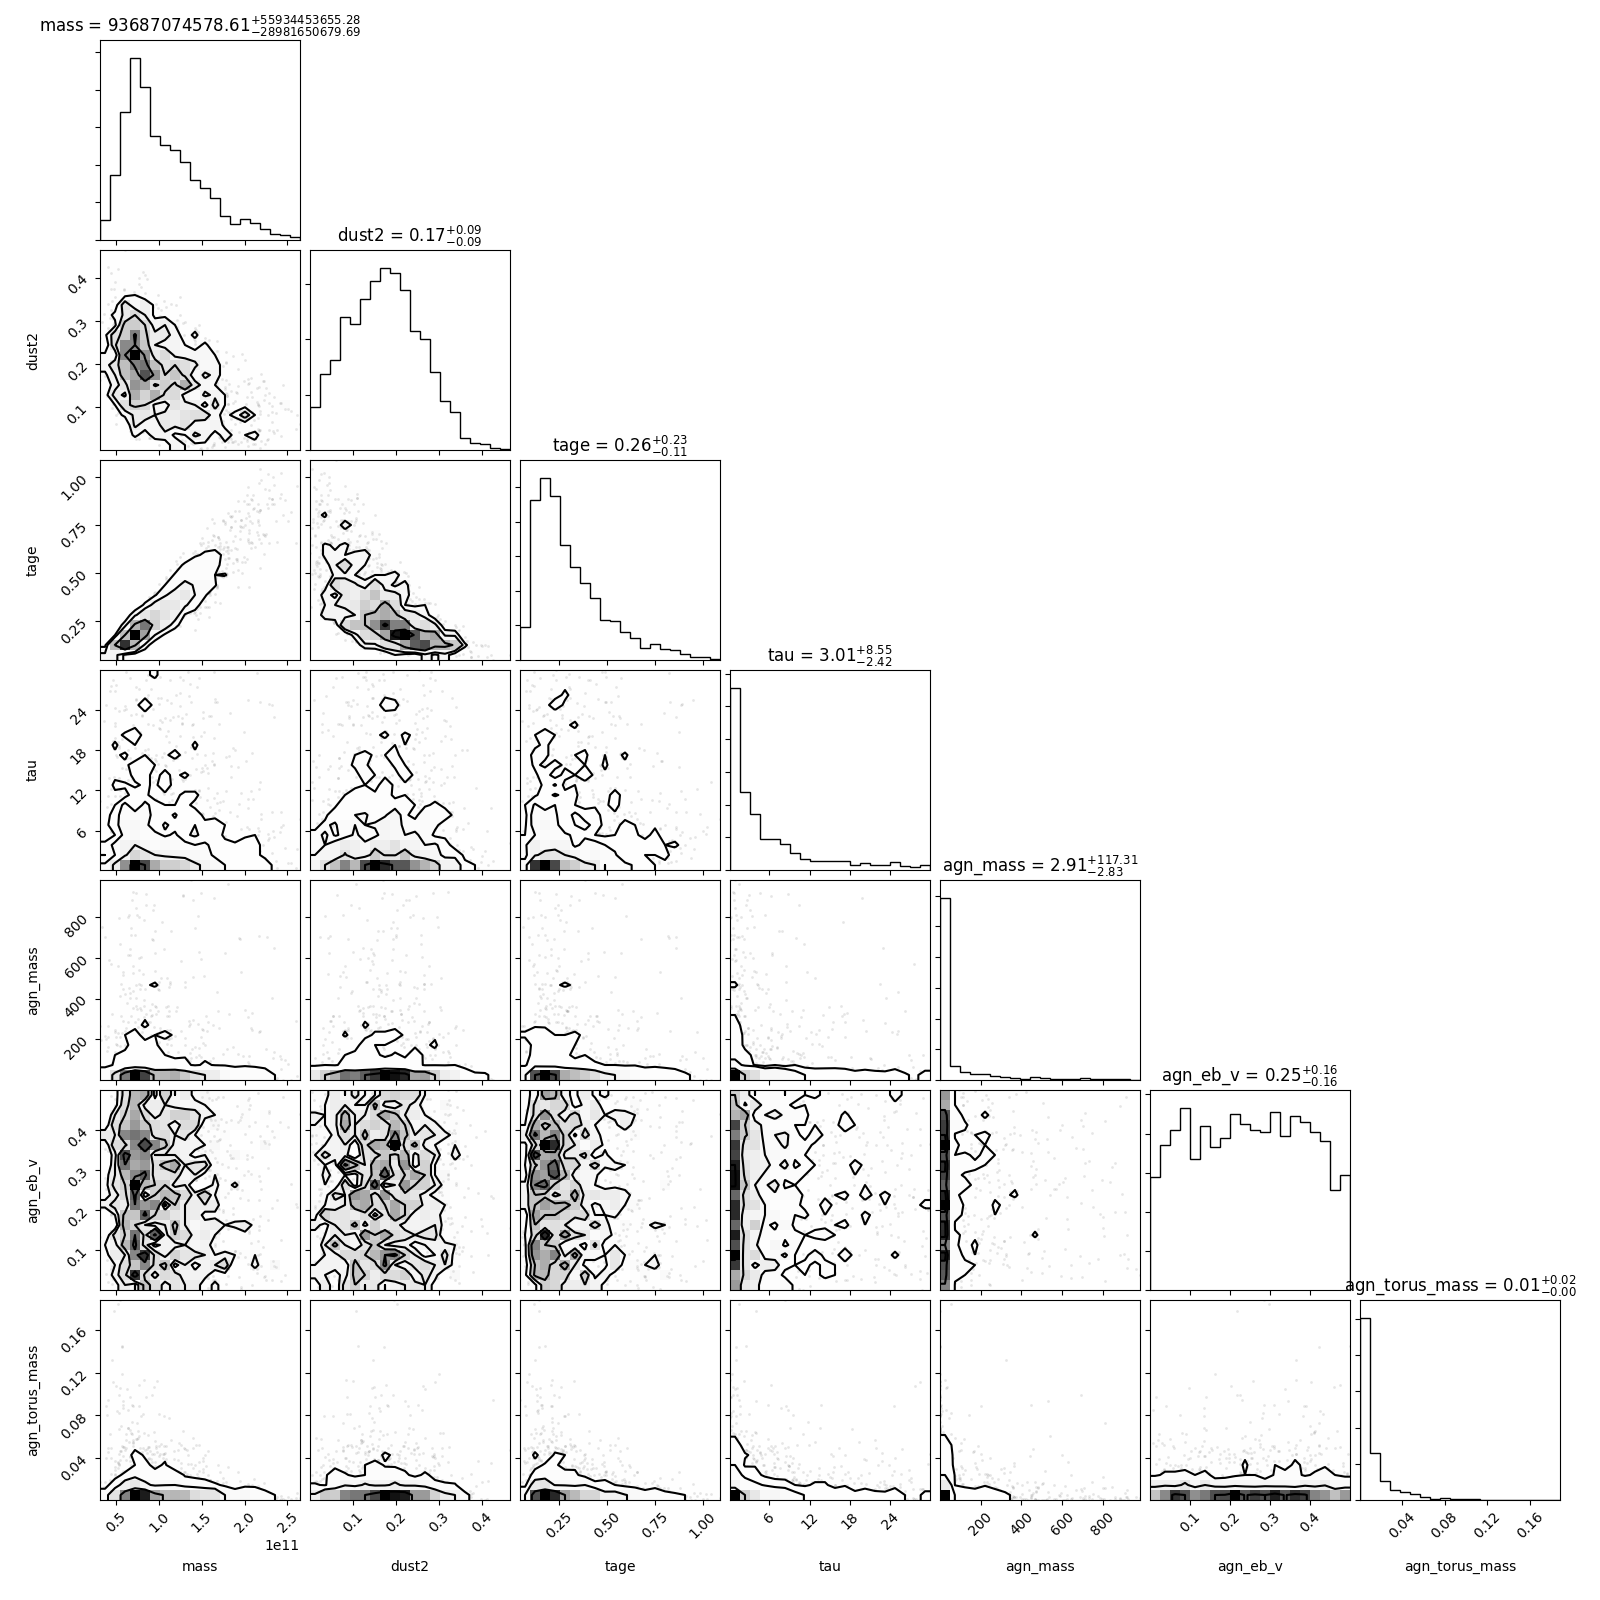 mass = 93687074578.61+55934453655.28−28981650679.69
dust2 = 0.17+0.09−0.09
0.4
0.3
0.2
0.1
dust2
tage = 0.26+0.23−0.11
1.00
0.75
0.50
0.25
tage
tau = 3.01+8.55−2.42
24
18
12
6
tau
agn_mass = 2.91+117.31−2.83
800
600
400
200
agn_mass
agn_eb_v = 0.25+0.16−0.16
0.4
0.3
0.2
0.1
agn_eb_v
agn_torus_mass = 0.01+0.02−0.00
0.16
0.12
0.08
0.04
agn_torus_mass
0.5 1.0 1.5 2.0 2.5 0.1 0.2 0.3 0.4 0.25 0.50 0.75 1.00 6 12 18 24 200 400 600 800 0.1 0.2 0.3 0.4 0.04 0.08 0.12 0.16
1e11
mass dust2 tage tau agn_mass agn_eb_v agn_torus_mass